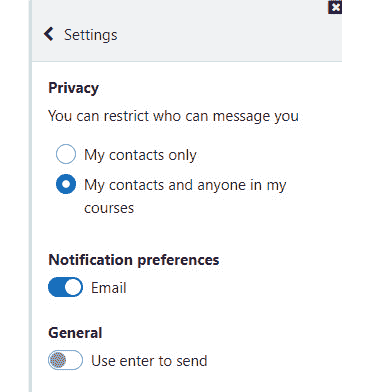 Settings
Privacy
You can restrict who can message you
My contacts only
My contacts and anyone in my
courses
Notification preferences
Email
General
Use enter to send